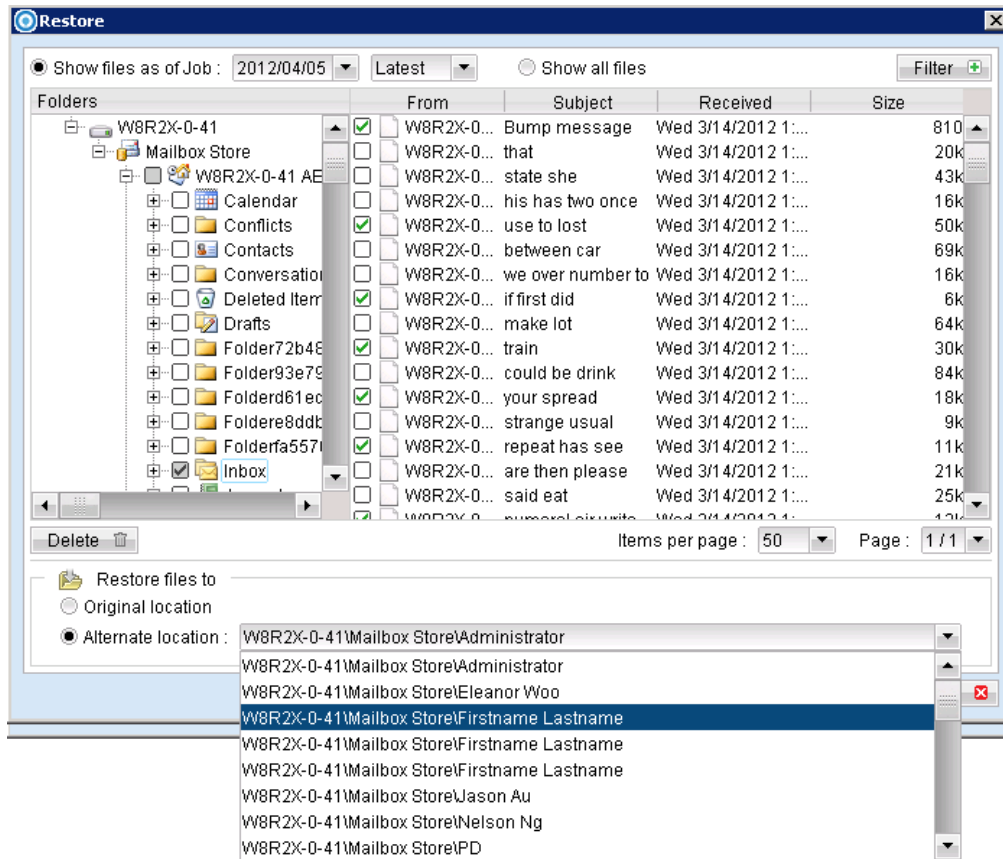 Restore
Show files as of Job : 2012/04/05 Latest Show all files Filter
Folders From Subject Received Size
W8R2X-0-41 W8R2X-0... Bump message Wed 3/14/2012 1:... 810
Mailbox Store W8R2X-0... that Wed 3/14/2012 1:... 20k
W8R2X-0-41 AE W8R2X-0... state she Wed 3/14/2012 1:... 43k
Calendar W8R2X-0... his has two once Wed 3/14/2012 1:... 16k
Conflicts W8R2X-0... use to lost Wed 3/14/2012 1:... 50k
Contacts W8R2X-0... between car Wed 3/14/2012 1:... 69k
Conversation W8R2X-0... we over number to Wed 3/14/2012 1:... 16k
Deleted Item W8R2X-0... if first did Wed 3/14/2012 1:... 6k
Drafts W8R2X-0... make lot Wed 3/14/2012 1:... 64k
Folder72b48 W8R2X-0... train Wed 3/14/2012 1:... 30k
Folder93e79 W8R2X-0... could be drink Wed 3/14/2012 1:... 84k
Folderd61ec W8R2X-0... your spread Wed 3/14/2012 1:... 18k
Foldere8ddb W8R2X-0... strange usual Wed 3/14/2012 1:... 9k
Folderfa557 W8R2X-0... repeat has see Wed 3/14/2012 1:... 11k
Inbox W8R2X-0... are then please Wed 3/14/2012 1:... 21k
W8R2X-0... said eat Wed 3/14/2012 1:... 25k
Delete Items per page : 50 Page : 1 / 1
Restore files to
Original location
Alternate location : W8R2X-0-41\Mailbox Store\Administrator
W8R2X-0-41\Mailbox Store\Administrator
W8R2X-0-41\Mailbox Store\Eleanor Woo
W8R2X-0-41\Mailbox Store\Firstname Lastname
W8R2X-0-41\Mailbox Store\Firstname Lastname
W8R2X-0-41\Mailbox Store\Firstname Lastname
W8R2X-0-41\Mailbox Store\Jason Au
W8R2X-0-41\Mailbox Store\Nelson Ng
W8R2X-0-41\Mailbox Store\PD